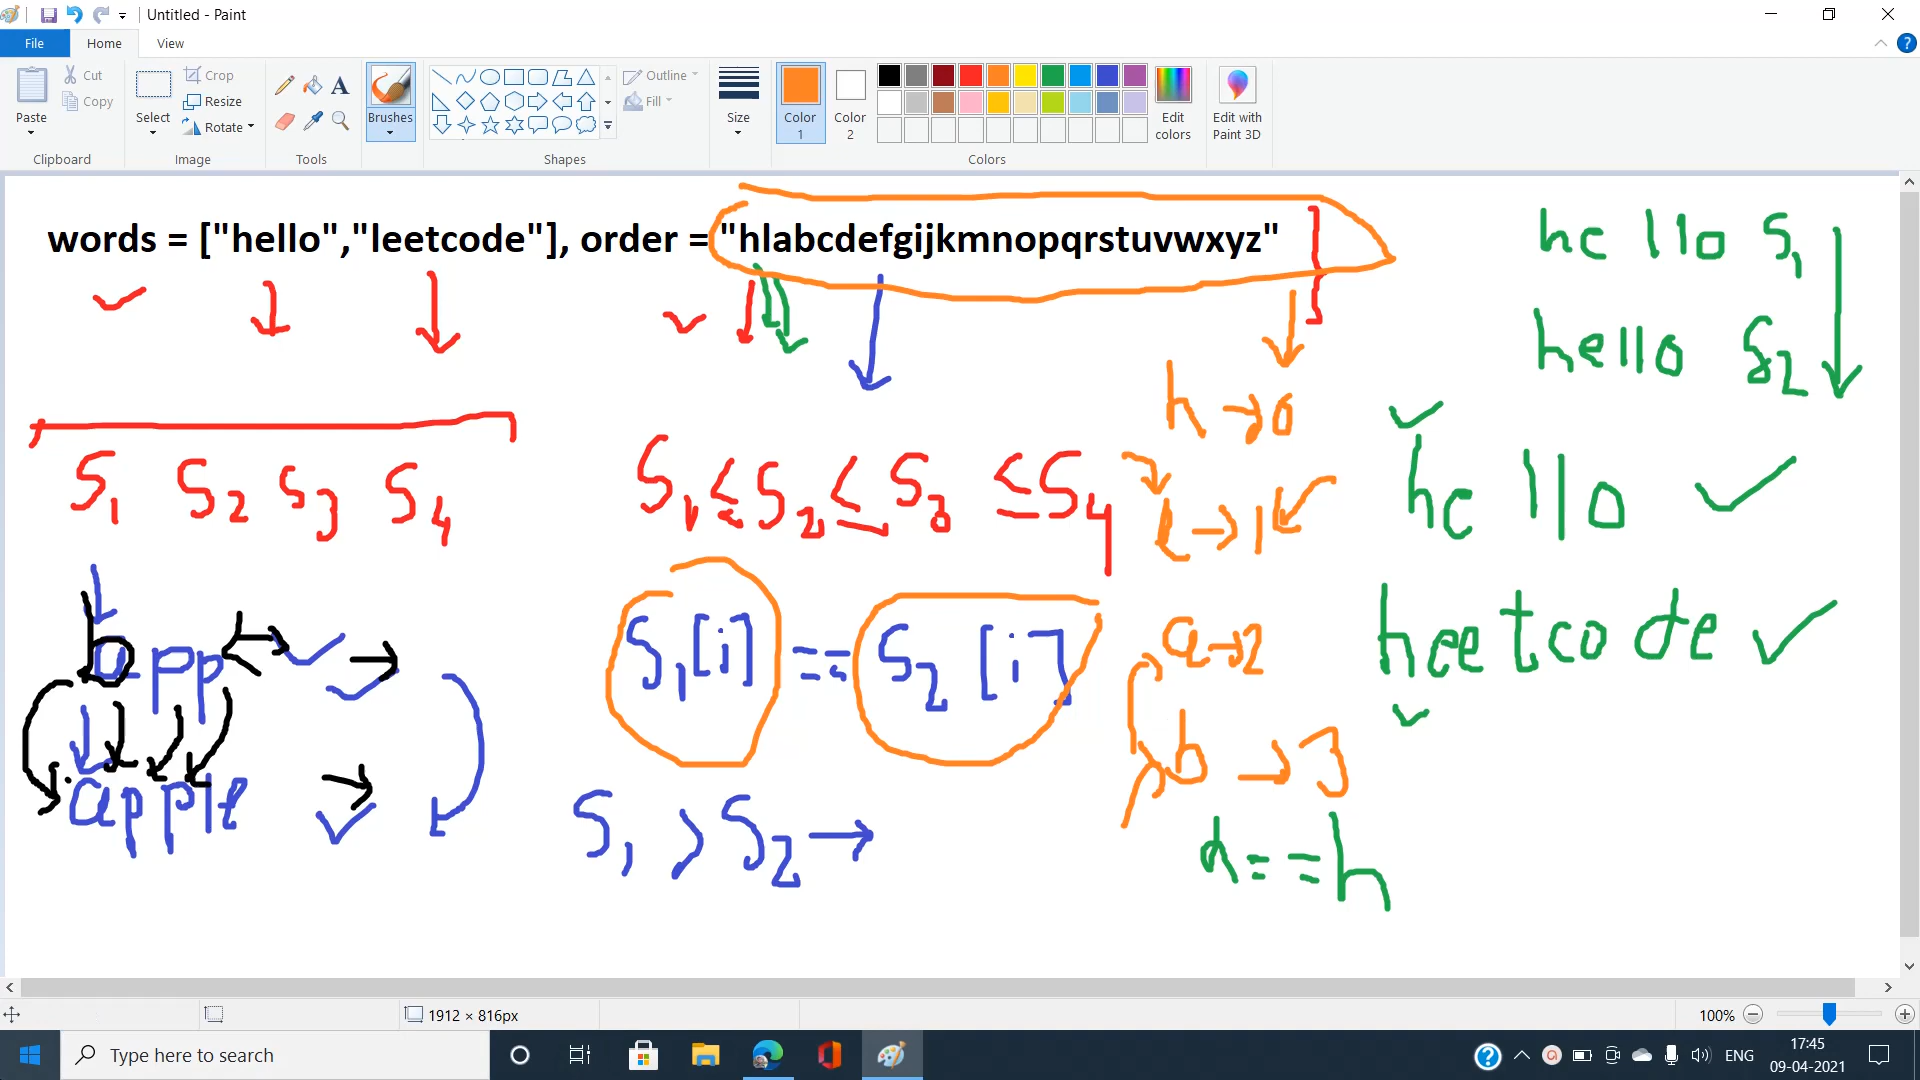 Untitled - Paint
File Home View
Paste
Cut
Copy
Clipboard
Select
Crop
Resize
Rotate
Image
Tools
Brushes
Outline
Fill
Shapes
Size
Color 1
Color 2
Edit colors
Edit with Paint 3D
Colors
words = ["hello","leetcode"], order = "hlabcdefgijkmnopqrstuvwxyz"
hc llo S1
hello S2
h → 0
S1 S2 S3 S4
S1 ≤ S2 ≤ S3 ≤ S4
l → 1
hc llo
app
S1[i] == S2[i]
a → 2
heetcode
b → 3
apple
S1 > S2 →
h == h
1912 × 816px
100%
Type here to search
ENG
17:45
09-04-2021